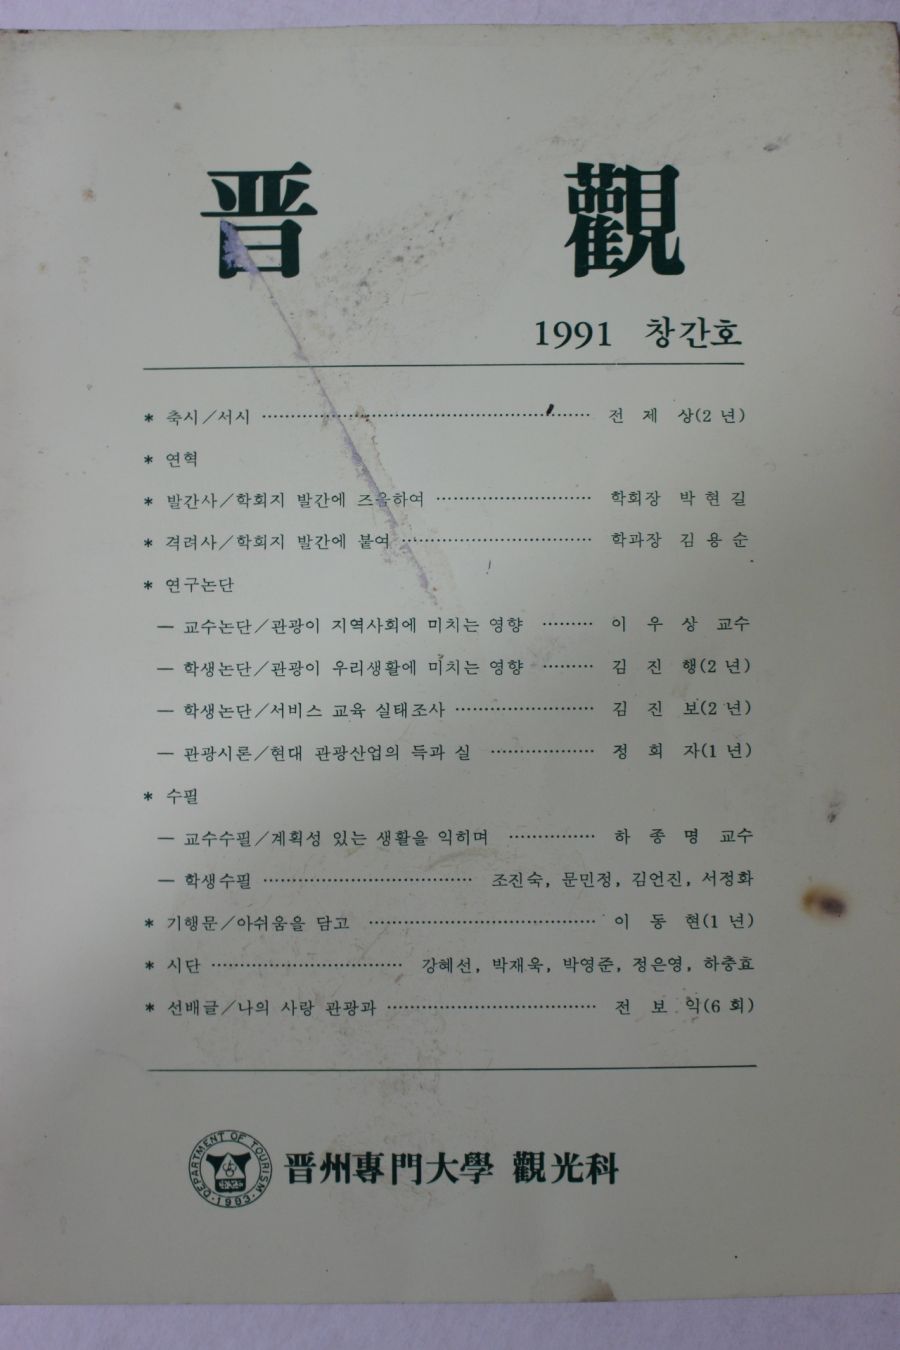 晋 觀
1991 창간호
* 축시/서시 ………………………………………………… 전 제 상(2 년)
* 연혁
* 발간사/학회지 발간에 즈음하여 ……………………… 학회장 박 현 길
* 격려사/학회지 발간에 붙여 …………………………… 학과장 김 용 순
* 연구논단
— 교수논단/관광이 지역사회에 미치는 영향 ……… 이 우 상 교수
— 학생논단/관광이 우리생활에 미치는 영향 ……… 김 진 행(2 년)
— 학생논단/서비스 교육 실태조사 …………………… 김 진 보(2 년)
— 관광시론/현대 관광산업의 득과 실 ……………… 정 희 자(1 년)
* 수필
— 교수수필/계획성 있는 생활을 익히며 …………… 하 종 명 교수
— 학생수필 ……………………………… 조진숙, 문민정, 김언진, 서정화
* 기행문/아쉬움을 담고 ………………………………… 이 동 현(1 년)
* 시단 …………………………… 강혜선, 박재욱, 박영준, 정은영, 하충효
* 선배글/나의 사랑 관광과 ……………………………… 전 보 익(6 회)
DEPARTMENT OF TOURISM · 1983 ·
晋州專門大學 觀光科